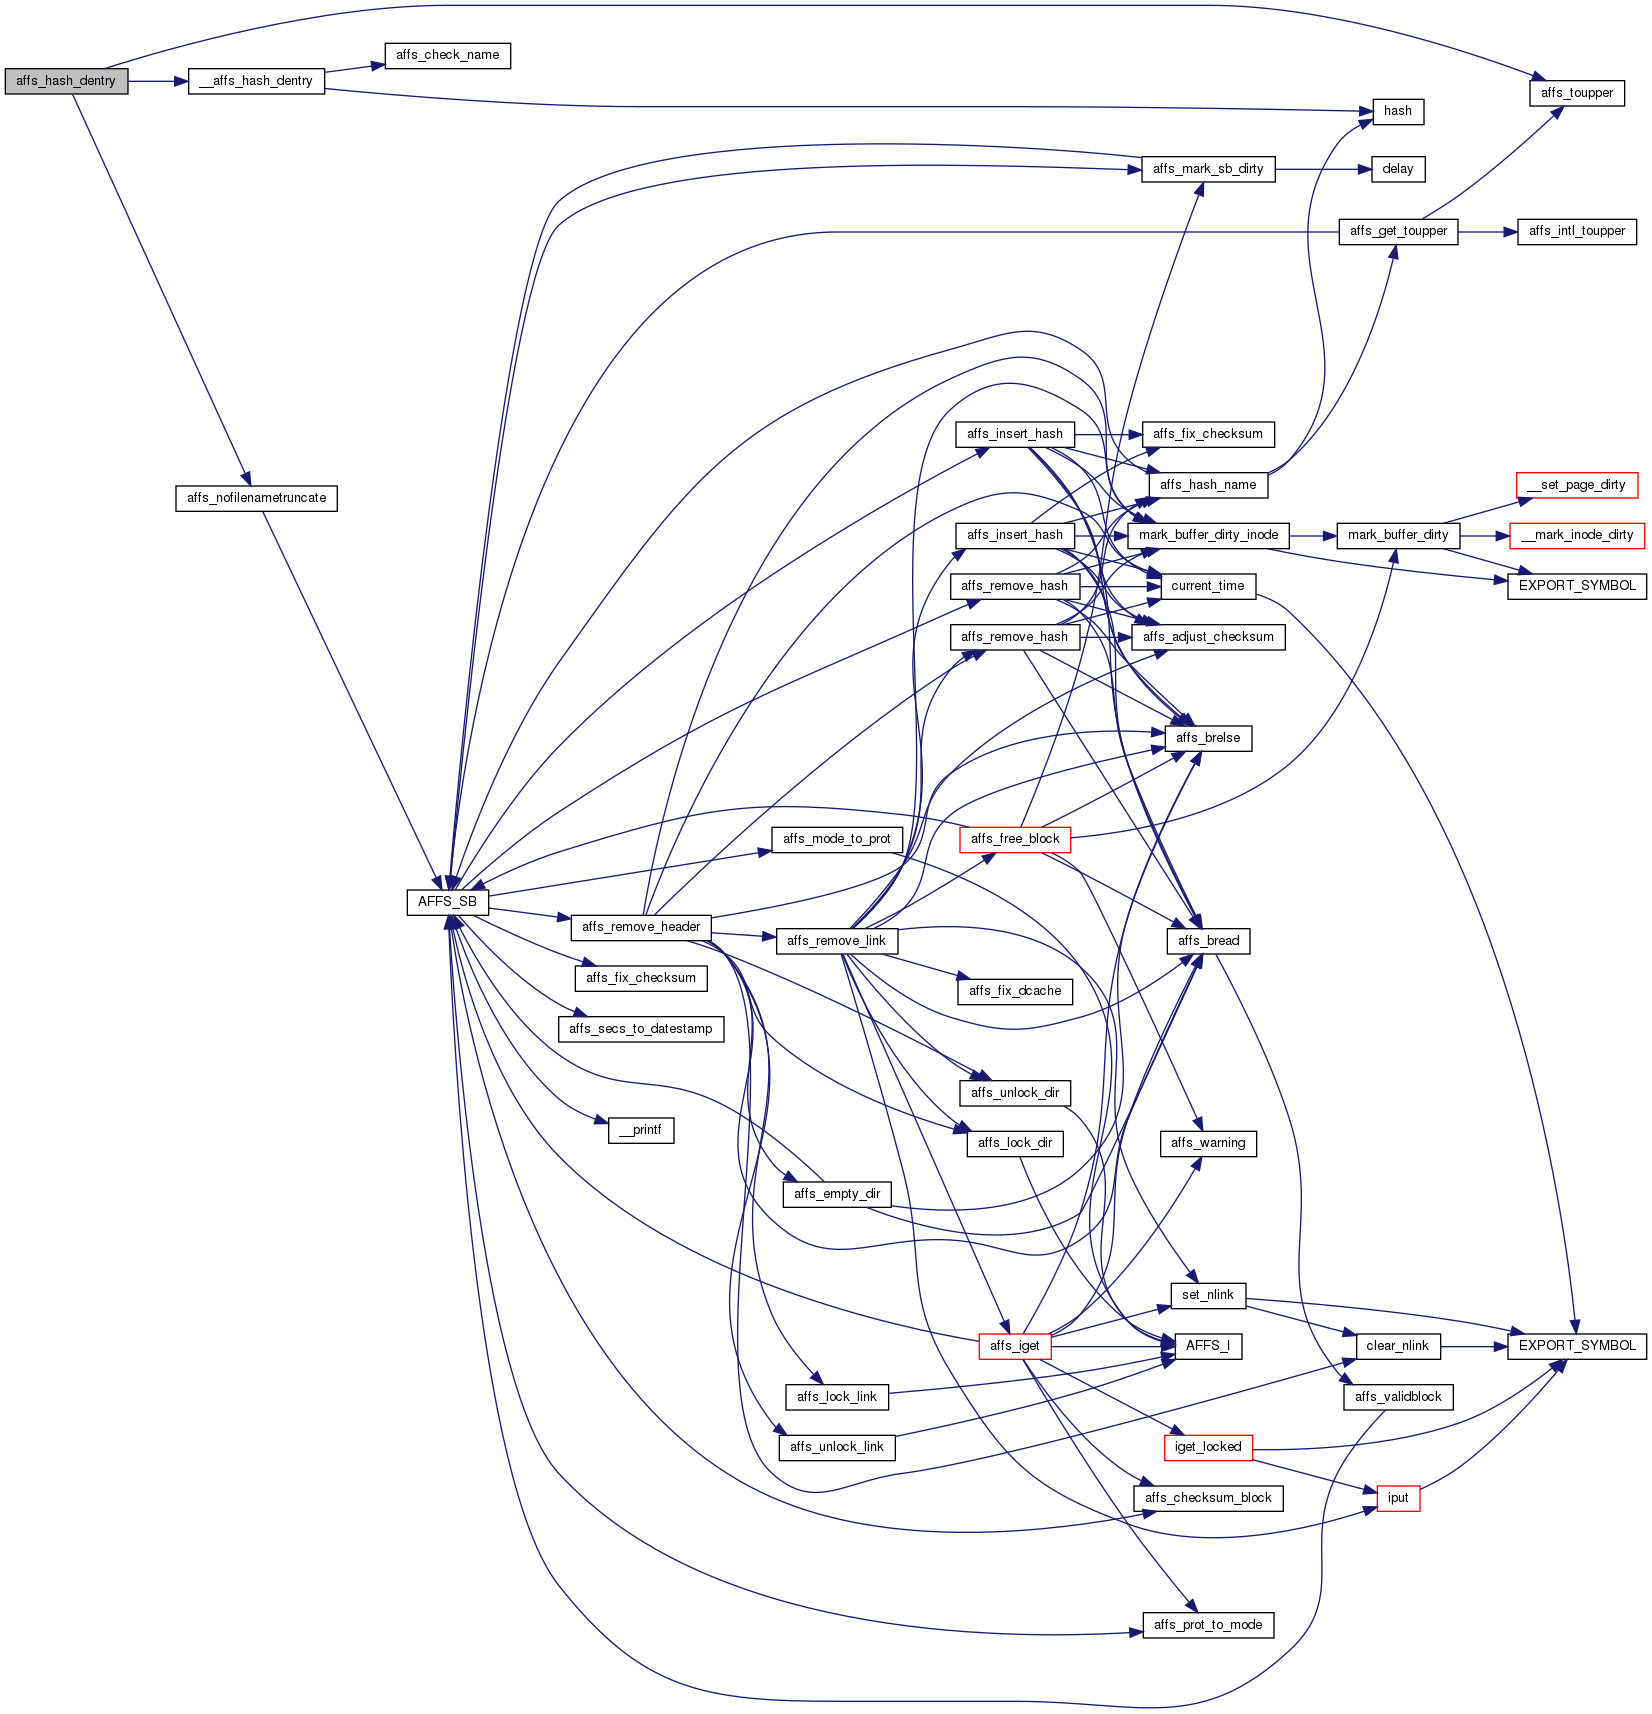 affs_hash_dentry
__affs_hash_dentry
affs_check_name
affs_toupper
hash
affs_mark_sb_dirty
delay
affs_get_toupper
affs_intl_toupper
affs_insert_hash
affs_fix_checksum
affs_hash_name
__set_page_dirty
affs_nofilenametruncate
affs_insert_hash
mark_buffer_dirty_inode
mark_buffer_dirty
__mark_inode_dirty
affs_remove_hash
current_time
EXPORT_SYMBOL
affs_remove_hash
affs_adjust_checksum
affs_brelse
affs_mode_to_prot
affs_free_block
AFFS_SB
affs_remove_header
affs_remove_link
affs_bread
affs_fix_checksum
affs_fix_dcache
affs_secs_to_datestamp
affs_unlock_dir
__printf
affs_lock_dir
affs_warning
affs_empty_dir
set_nlink
affs_iget
AFFS_I
clear_nlink
EXPORT_SYMBOL
affs_lock_link
affs_validblock
affs_unlock_link
iget_locked
affs_checksum_block
iput
affs_prot_to_mode